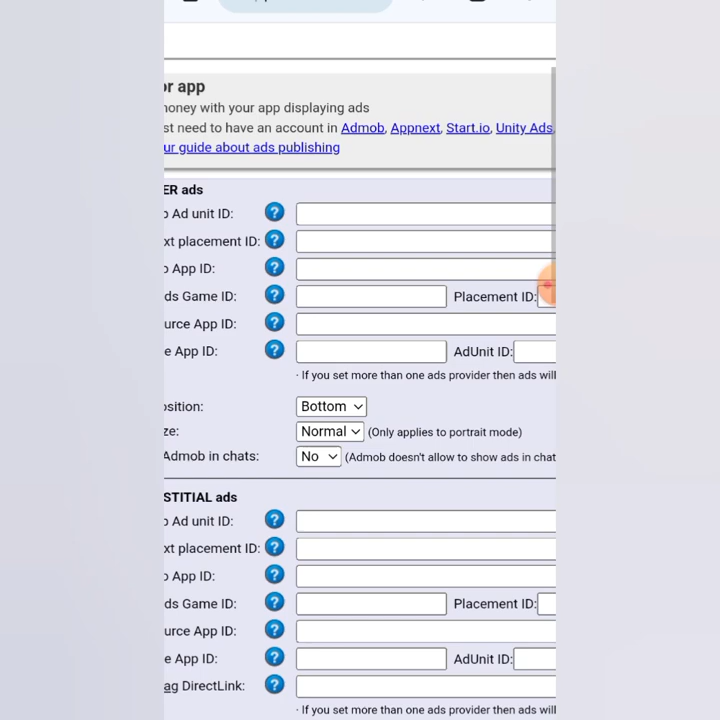 or app
money with your app displaying ads
st need to have an account in Admob, Appnext, Start.io, Unity Ads,
ur guide about ads publishing
ER ads
b Ad unit ID:
xt placement ID:
o App ID:
ds Game ID: Placement ID:
urce App ID:
e App ID: AdUnit ID:
· If you set more than one ads provider then ads will
osition: Bottom
ze: Normal (Only applies to portrait mode)
Admob in chats: No (Admob doesn't allow to show ads in chat
STITIAL ads
b Ad unit ID:
xt placement ID:
o App ID:
ds Game ID: Placement ID:
urce App ID:
e App ID: AdUnit ID:
ag DirectLink:
· If you set more than one ads provider then ads will